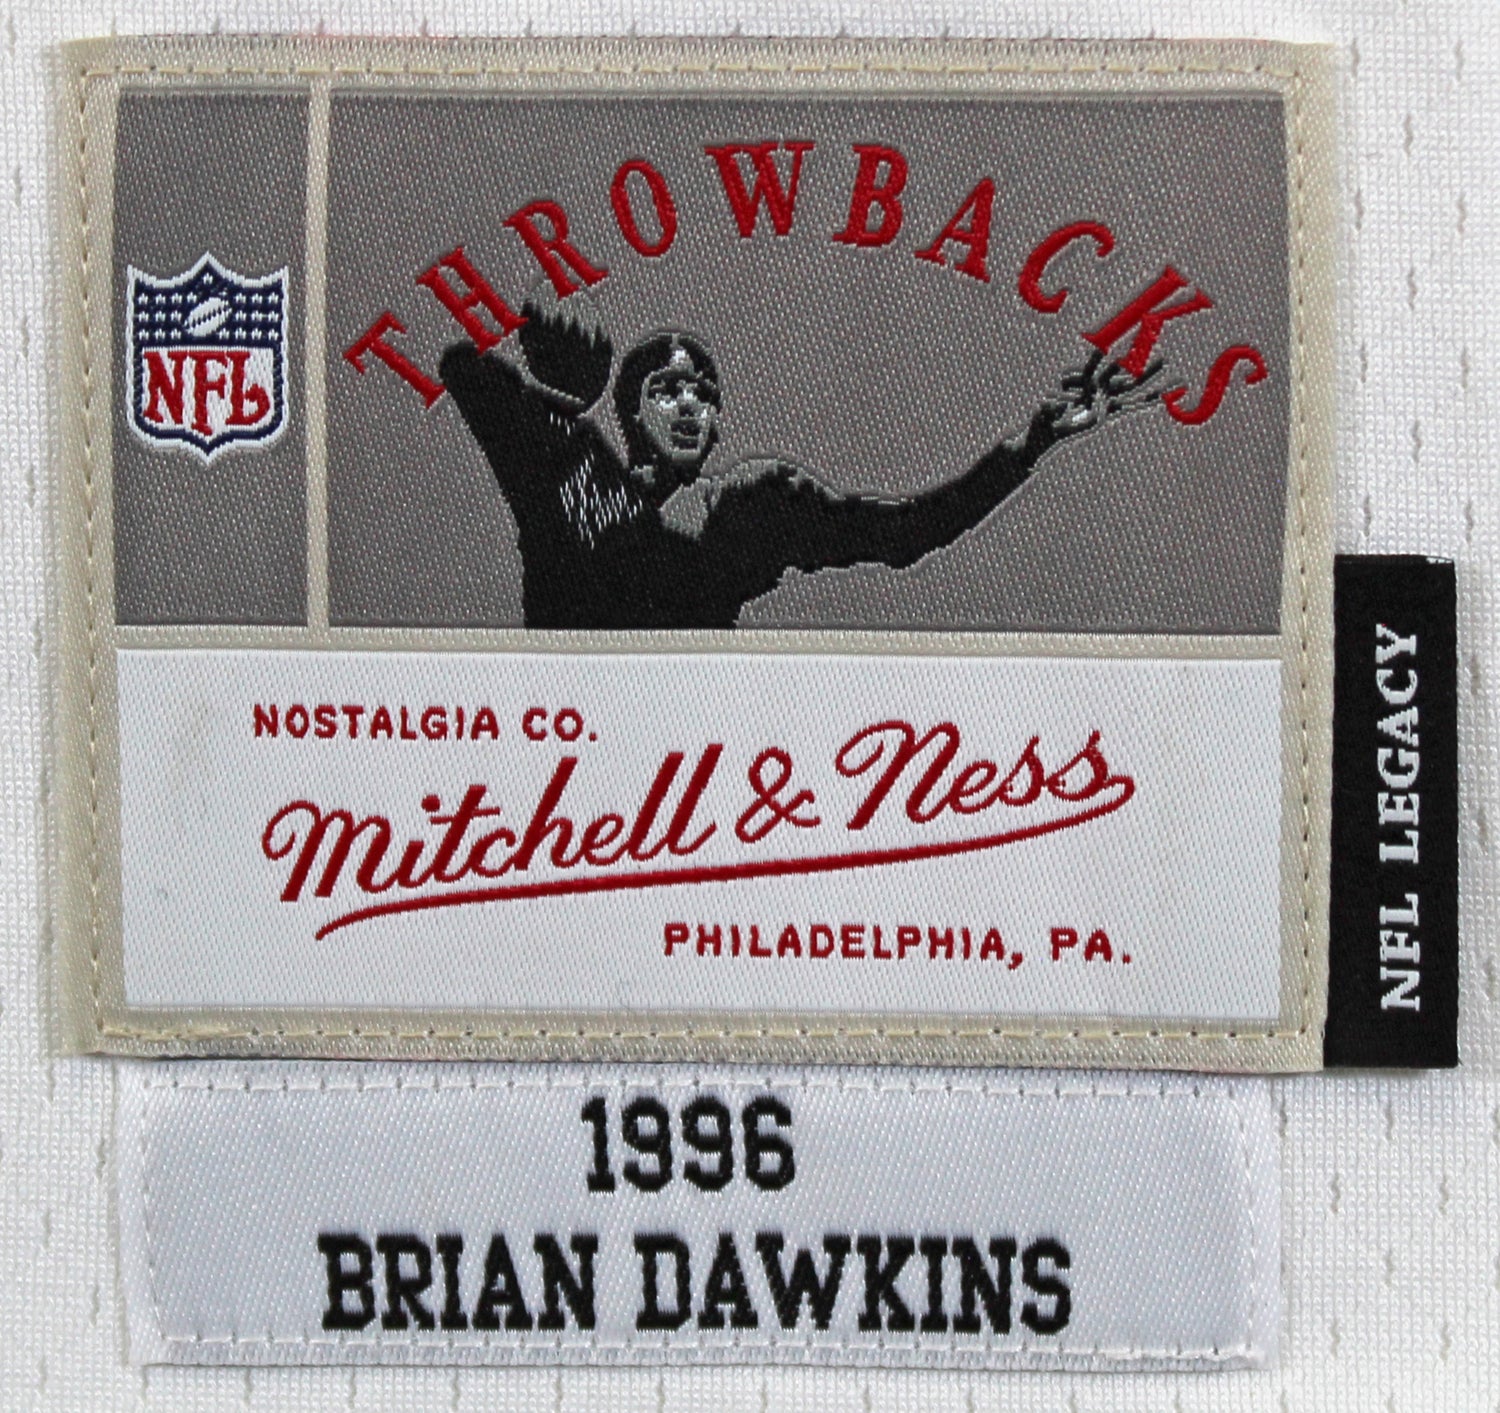 THROWBACKS
NFL
NOSTALGIA CO.
Mitchell & Ness
PHILADELPHIA, PA.
NFL LEGACY
1996
BRIAN DAWKINS